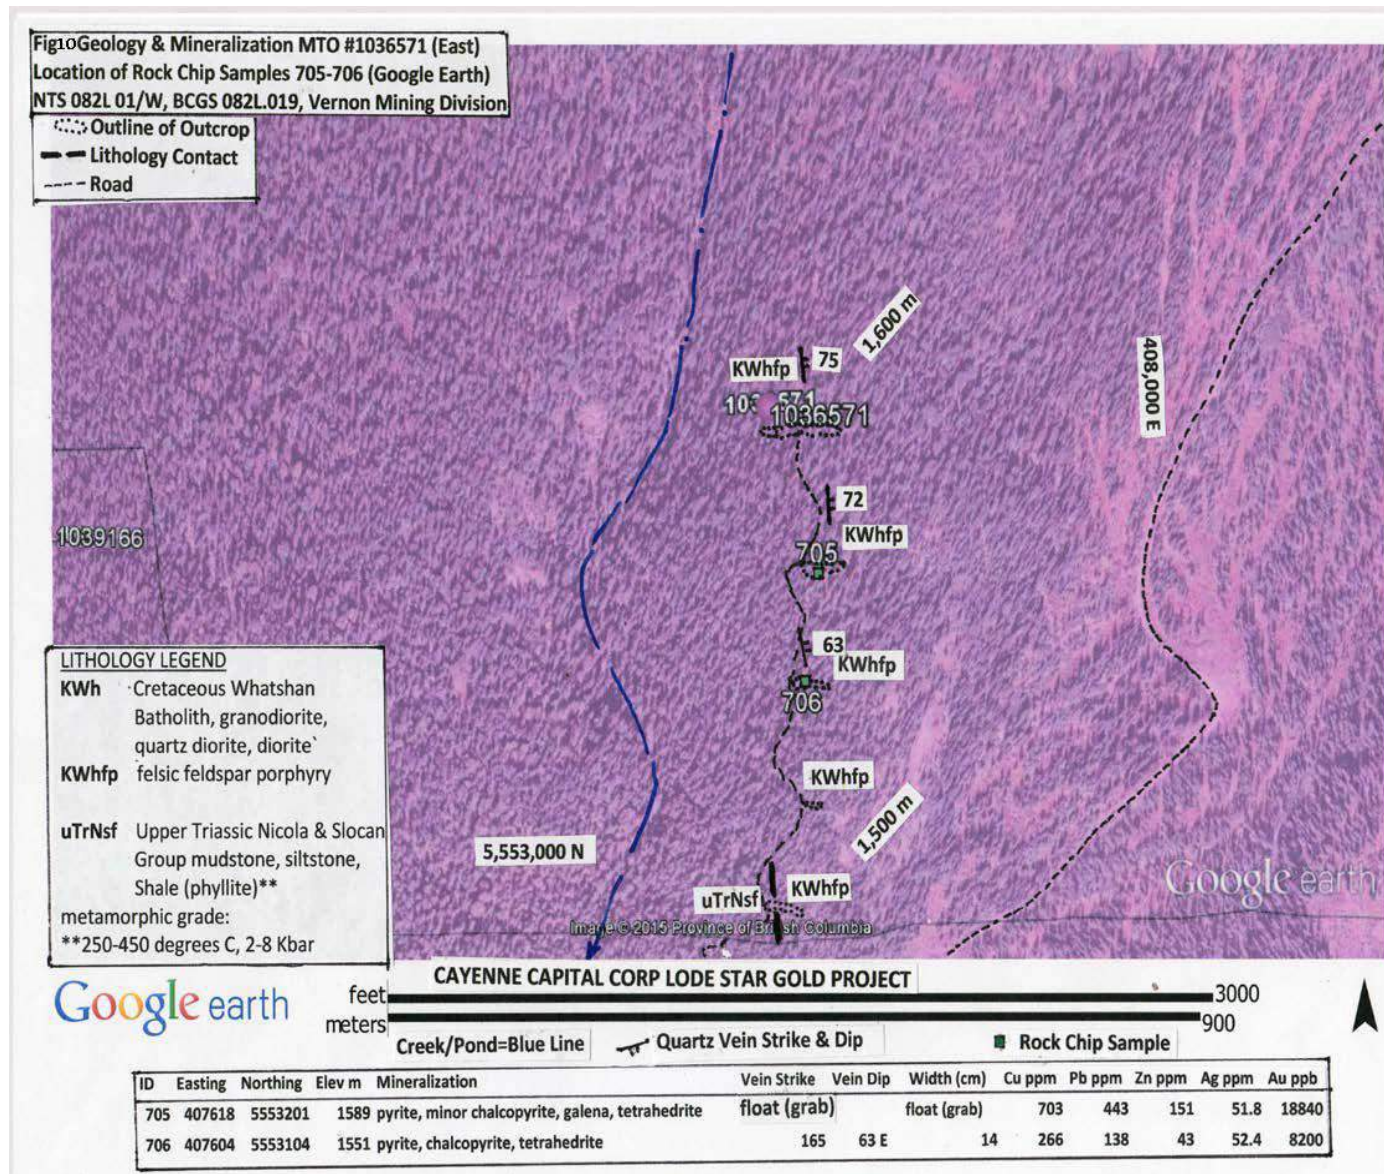 Fig10 Geology & Mineralization MTO #1036571 (East)
Location of Rock Chip Samples 705-706 (Google Earth)
NTS 082L 01/W, BCGS 082L.019, Vernon Mining Division
Outline of Outcrop
Lithology Contact
Road
1,600 m
KWhfp 75
1036571
408,000 E
72
KWhfp
705
1039166
63
KWhfp
706
LITHOLOGY LEGEND
KWh Cretaceous Whatshan
Batholith, granodiorite,
quartz diorite, diorite`
KWhfp felsic feldspar porphyry
uTrNsf Upper Triassic Nicola & Slocan
Group mudstone, siltstone,
Shale (phyllite)**
metamorphic grade:
**250-450 degrees C, 2-8 Kbar
KWhfp
1,500 m
5,553,000 N
KWhfp
uTrNsf
Google earth
Image © 2015 Province of British Columbia
CAYENNE CAPITAL CORP LODE STAR GOLD PROJECT
Google earth
feet 3000
meters 900
Creek/Pond=Blue Line Quartz Vein Strike & Dip Rock Chip Sample
ID Easting Northing Elev m Mineralization Vein Strike Vein Dip Width (cm) Cu ppm Pb ppm Zn ppm Ag ppm Au ppb
705 407618 5553201 1589 pyrite, minor chalcopyrite, galena, tetrahedrite float (grab) float (grab) 703 443 151 51.8 18840
706 407604 5553104 1551 pyrite, chalcopyrite, tetrahedrite 165 63 E 14 266 138 43 52.4 8200